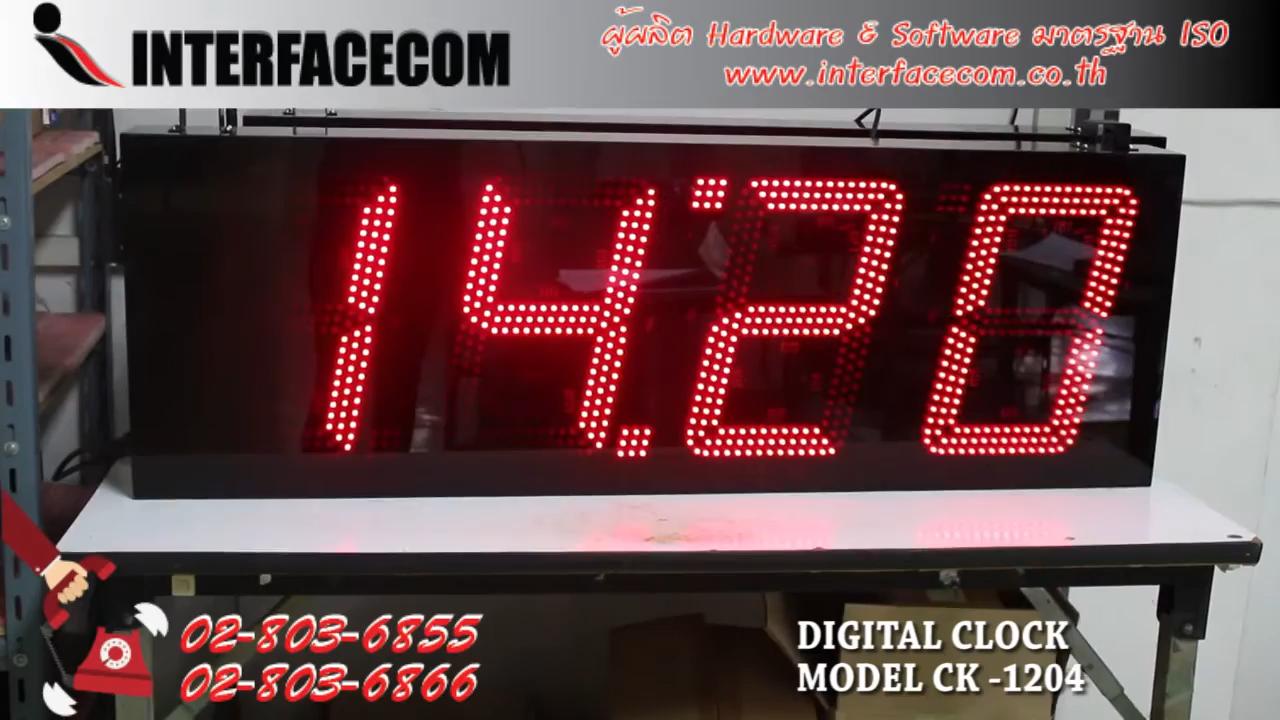 INTERFACECOM
ผู้ผลิต Hardware & Software มาตรฐาน ISO
www.interfacecom.co.th
14:20
02-803-6855
02-803-6866
DIGITAL CLOCK
MODEL CK -1204